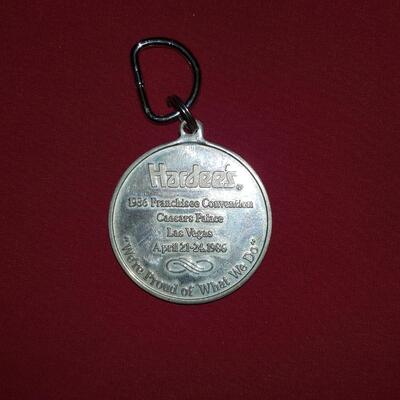 Hardee's®
1986 Franchisee Convention
Caesars Palace
Las Vegas
April 21-24, 1986
"We're Proud of What We Do"